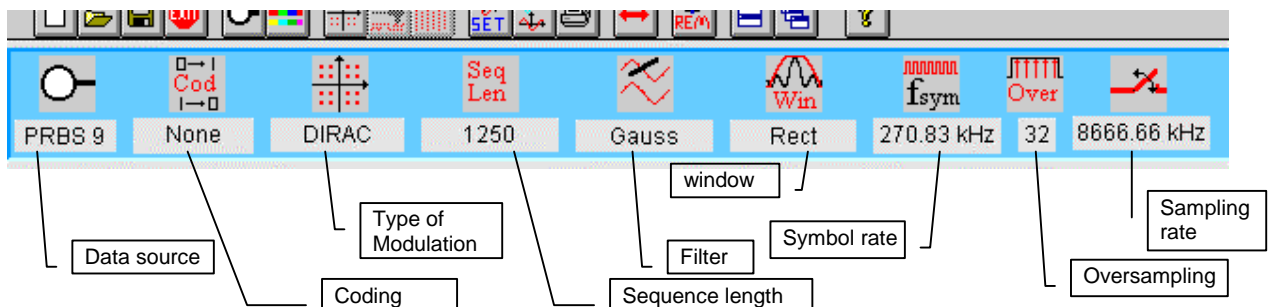 EXIT
SET
REM
?
Cod
Seq
Len
Win
fsym
Over
PRBS 9
None
DIRAC
1250
Gauss
Rect
270.83 kHz
32
8666.66 kHz
window
Type of
Modulation
Sampling
rate
Symbol rate
Data source
Filter
Oversampling
Coding
Sequence length